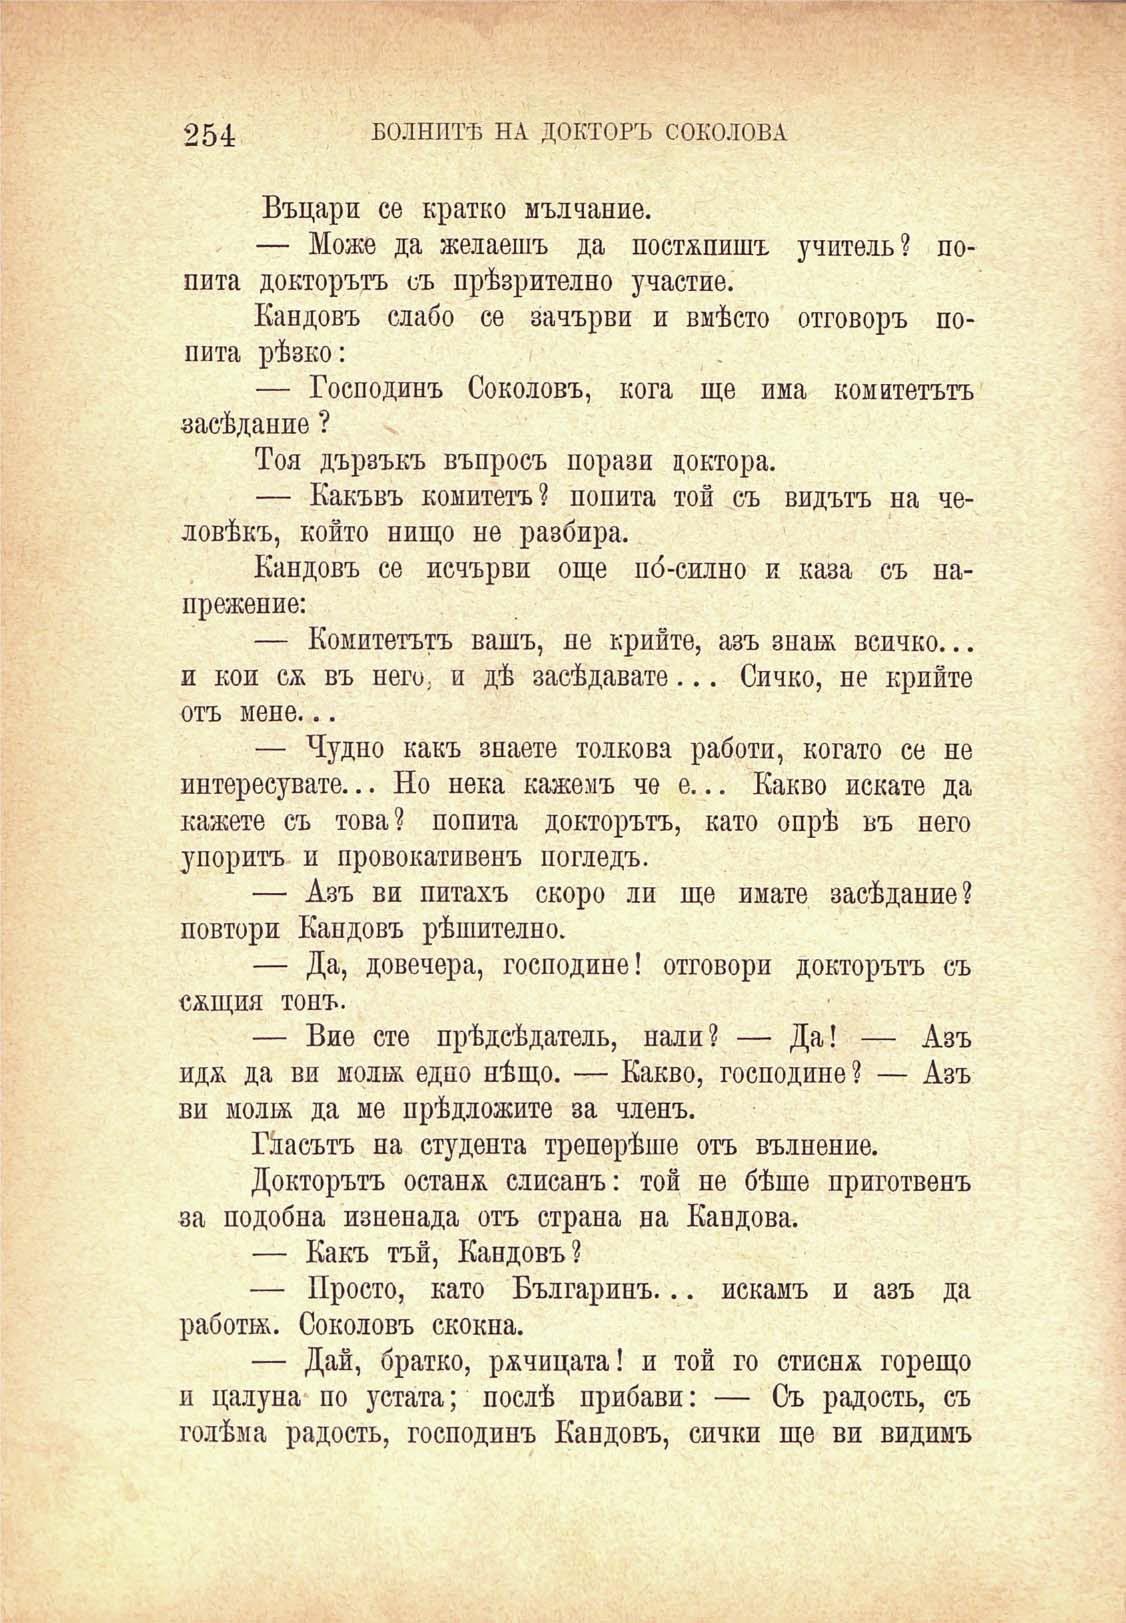 254 БОЛНИТѢ НА ДОКТОРЪ СОКОЛОВА
Въцари се кратко мълчание.
— Може да желаешъ да постѫпишъ учитель? по-
пита докторътъ съ прѣзрително участие.
Кандовъ слабо се зачърви и вмѣсто отговоръ по-
пита рѣзко:
— Господинъ Соколовъ, кога ще има комитетътъ
засѣдание?
Тоя дързъкъ въпросъ порази доктора.
— Какъвъ комитетъ? попита той съ видътъ на че-
ловѣкъ, който нищо не разбира.
Кандовъ се исчърви още по́-силно и каза съ на-
прежение:
— Комитетътъ вашъ, не крийте, азъ знаѭ всичко...
и кои сѫ въ него, и дѣ засѣдавате... Сичко, не крийте
отъ мене...
— Чудно какъ знаете толкова работи, когато се не
интересувате... Но нека кажемъ че е... Какво искате да
кажете съ това? попита докторътъ, като опрѣ въ него
упоритъ и провокативенъ погледъ.
— Азъ ви питахъ скоро ли ще имате засѣдание?
повтори Кандовъ рѣшително.
— Да, довечера, господине! отговори докторътъ съ
сѫщия тонъ.
— Вие сте прѣдсѣдатель, нали? — Да! — Азъ
идѫ да ви молѭ едно нѣщо. — Какво, господине? — Азъ
ви молѭ да ме прѣдложите за членъ.
Гласътъ на студента треперѣше отъ вълнение.
Докторътъ останѫ слисанъ: той не бѣше приготвенъ
за подобна изненада отъ страна на Кандова.
— Какъ тъй, Кандовъ?
— Просто, като Българинъ... искамъ и азъ да
работѭ. Соколовъ скокна.
— Дай, братко, рѫчицата! и той го стиснѫ горещо
и цалуна по устата; послѣ прибави: — Съ радость, съ
голѣма радость, господинъ Кандовъ, сички ще ви видимъ